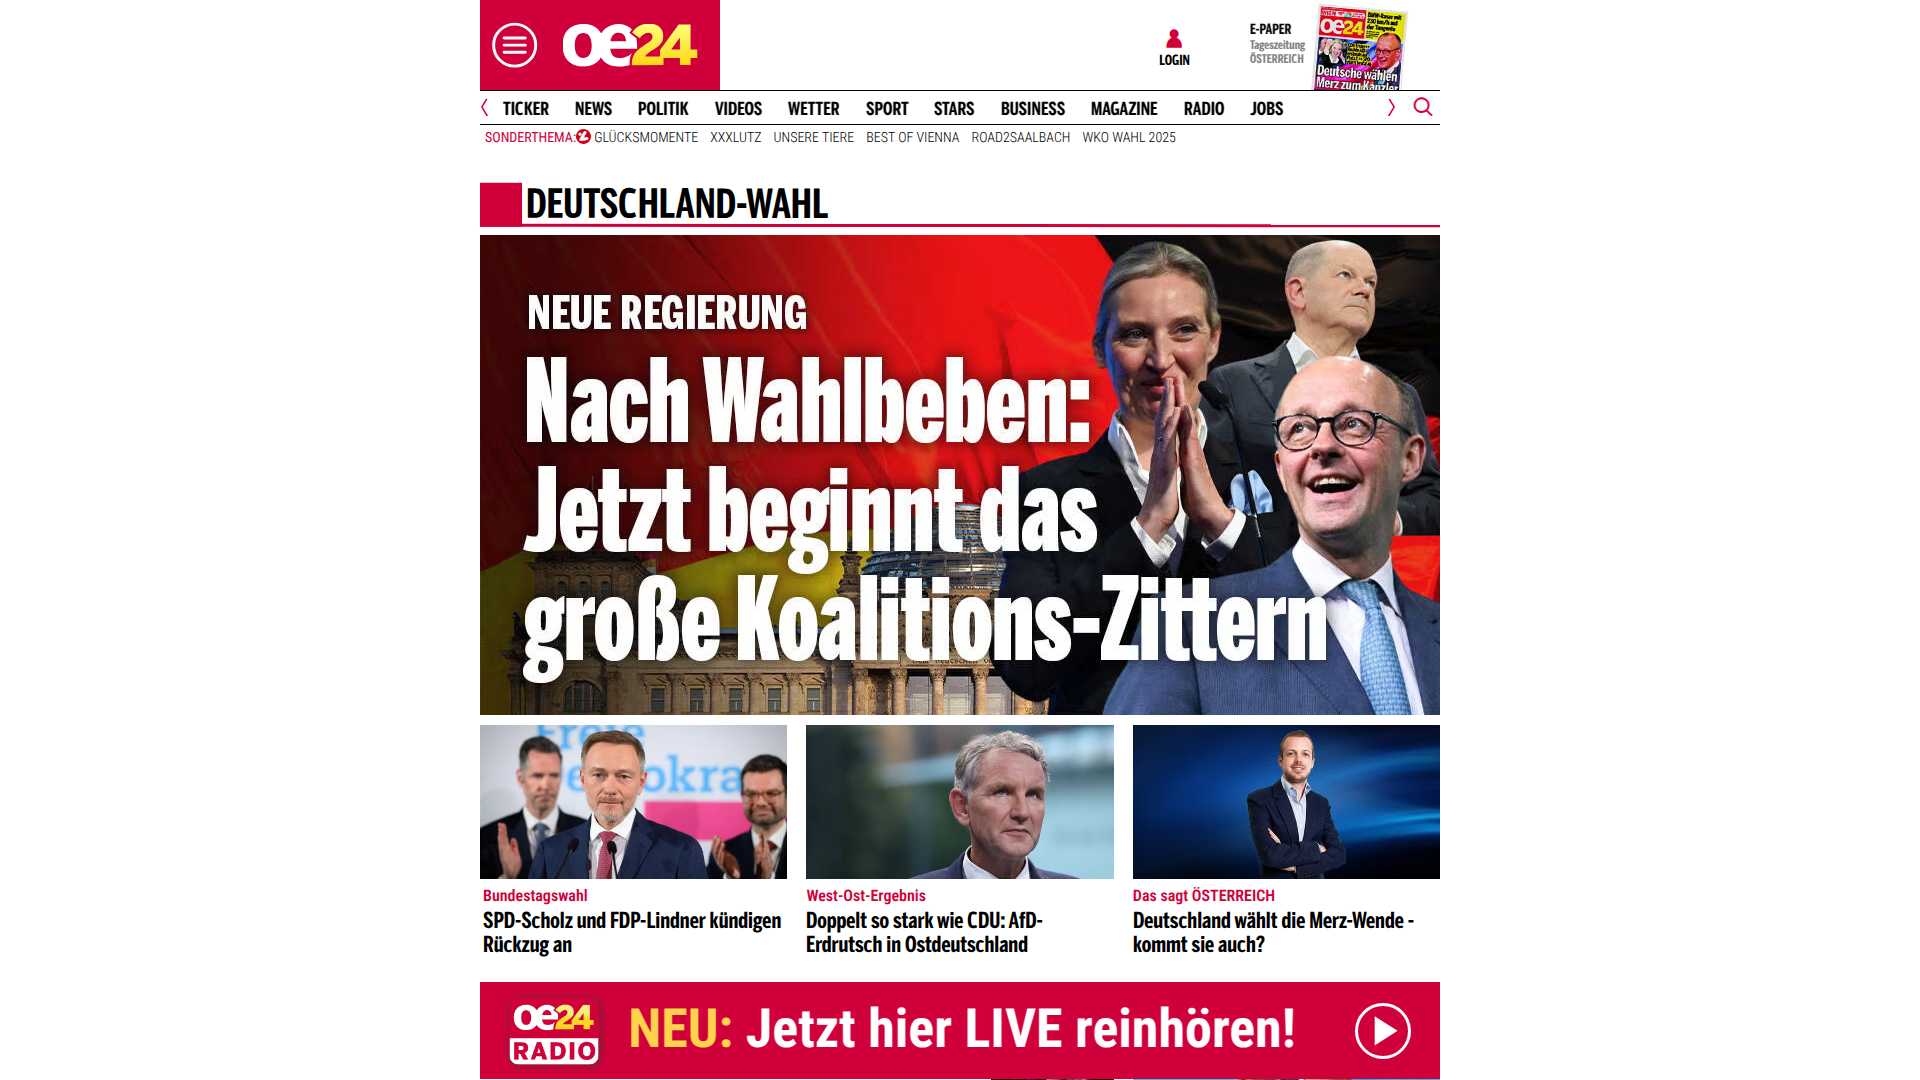 oe24
LOGIN
E-PAPER
Tageszeitung
ÖSTERREICH
oe24
Deutsche wählen
Merz zum Kanzler
TICKER NEWS POLITIK VIDEOS WETTER SPORT STARS BUSINESS MAGAZINE RADIO JOBS
SONDERTHEMA: GLÜCKSMOMENTE XXXLUTZ UNSERE TIERE BEST OF VIENNA ROAD2SAALBACH WKO WAHL 2025
DEUTSCHLAND-WAHL
NEUE REGIERUNG
Nach Wahlbeben:
Jetzt beginnt das
große Koalitions-Zittern
Bundestagswahl
SPD-Scholz und FDP-Lindner kündigen
Rückzug an
West-Ost-Ergebnis
Doppelt so stark wie CDU: AfD-
Erdrutsch in Ostdeutschland
Das sagt ÖSTERREICH
Deutschland wählt die Merz-Wende -
kommt sie auch?
oe24
RADIO
NEU: Jetzt hier LIVE reinhören!